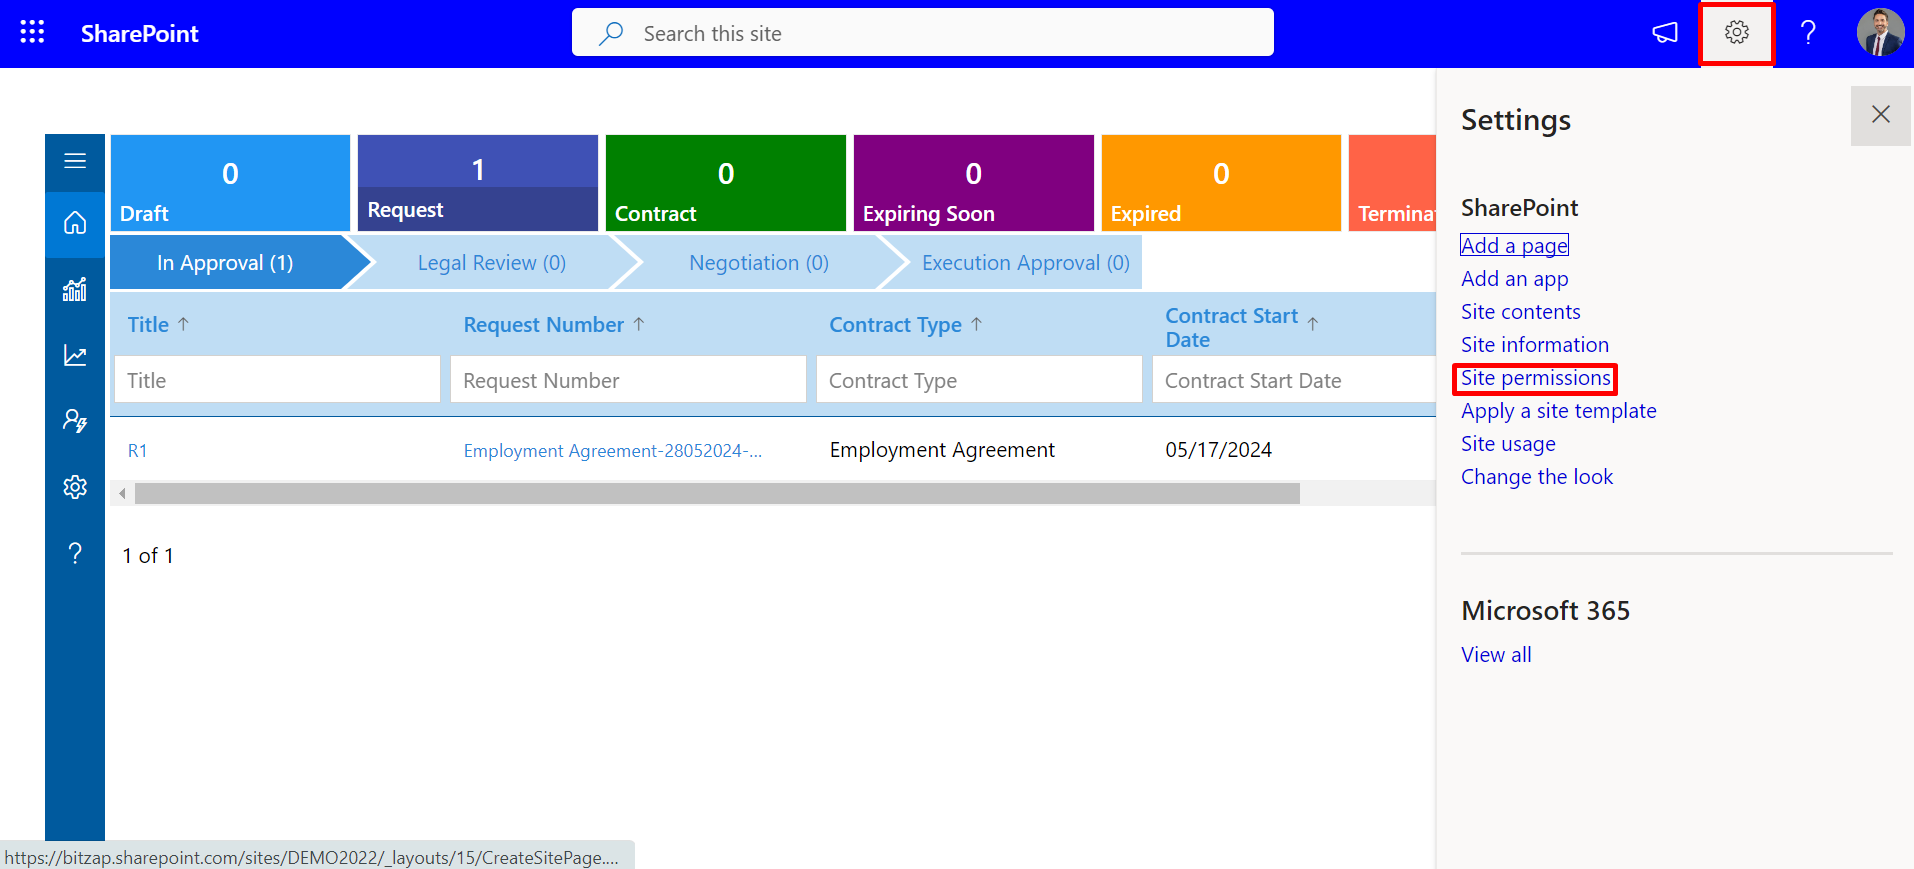 SharePoint
Search this site
?
Settings
0
Draft
1
Request
0
Contract
0
Expiring Soon
0
Expired
Termina
In Approval (1)
Legal Review (0)
Negotiation (0)
Execution Approval (0)
Title ↑
Request Number ↑
Contract Type ↑
Contract Start
Date ↑
Title
Request Number
Contract Type
Contract Start Date
R1
Employment Agreement-28052024-...
Employment Agreement
05/17/2024
1 of 1
?
SharePoint
Add a page
Add an app
Site contents
Site information
Site permissions
Apply a site template
Site usage
Change the look
Microsoft 365
View all
https://bitzap.sharepoint.com/sites/DEMO2022/_layouts/15/CreateSitePage....